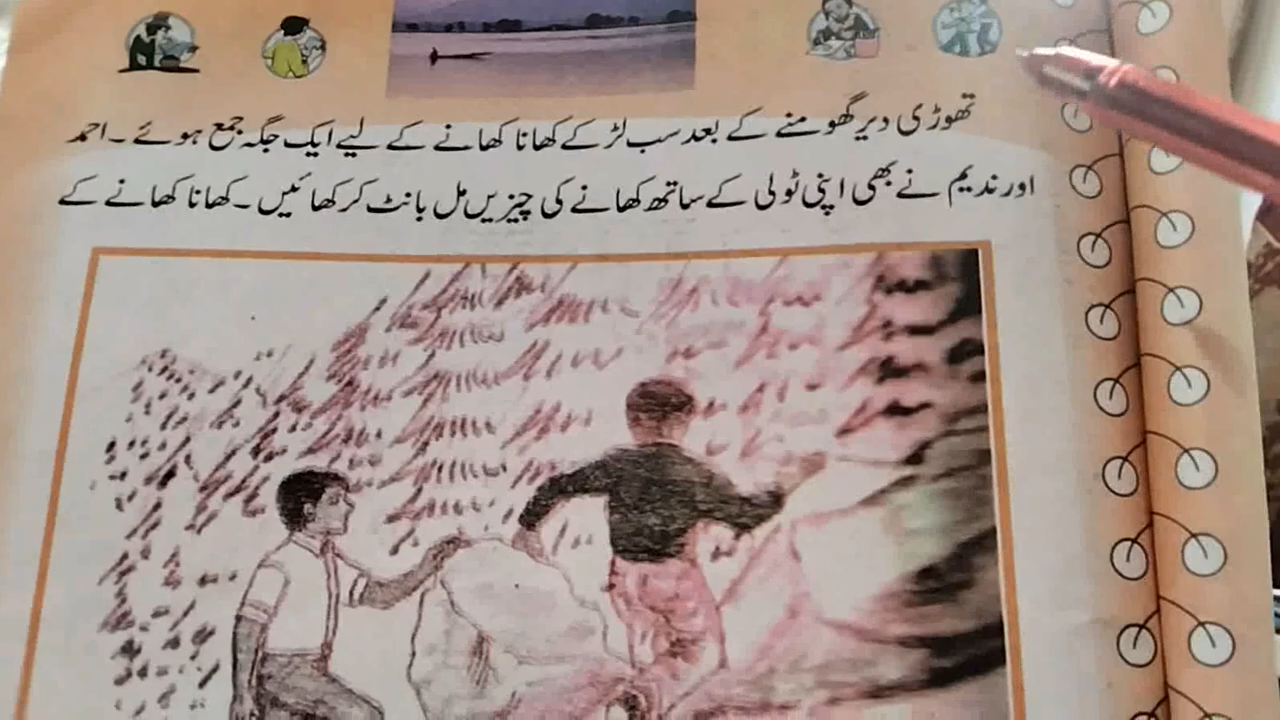 تھوڑی دیر گھومنے کے بعد سب لڑکے کھانا کھانے کے لیے ایک جگہ جمع ہوئے ۔ احمد
اور ندیم نے بھی اپنی ٹولی کے ساتھ کھانے کی چیزیں مل بانٹ کر کھائیں ۔ کھانا کھانے کے